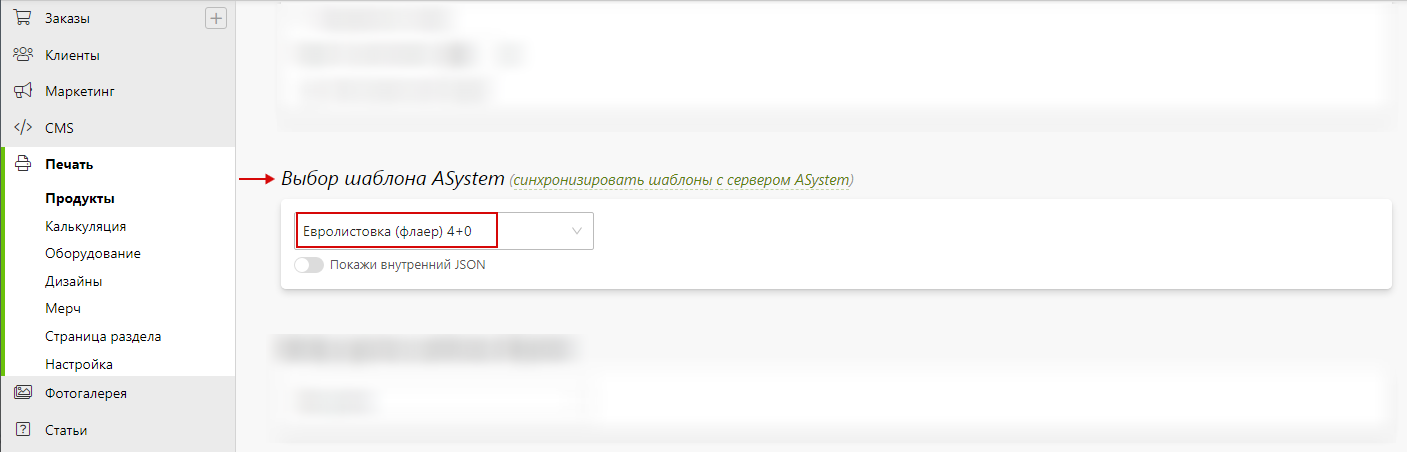 Заказы
Клиенты
Маркетинг
CMS
Печать
Продукты
Калькуляция
Оборудование
Дизайны
Мерч
Страница раздела
Настройка
Фотогалерея
Статьи
Выбор шаблона ASystem (синхронизировать шаблоны с сервером ASystem)
Евролистовка (флаер) 4+0
Покажи внутренний JSON